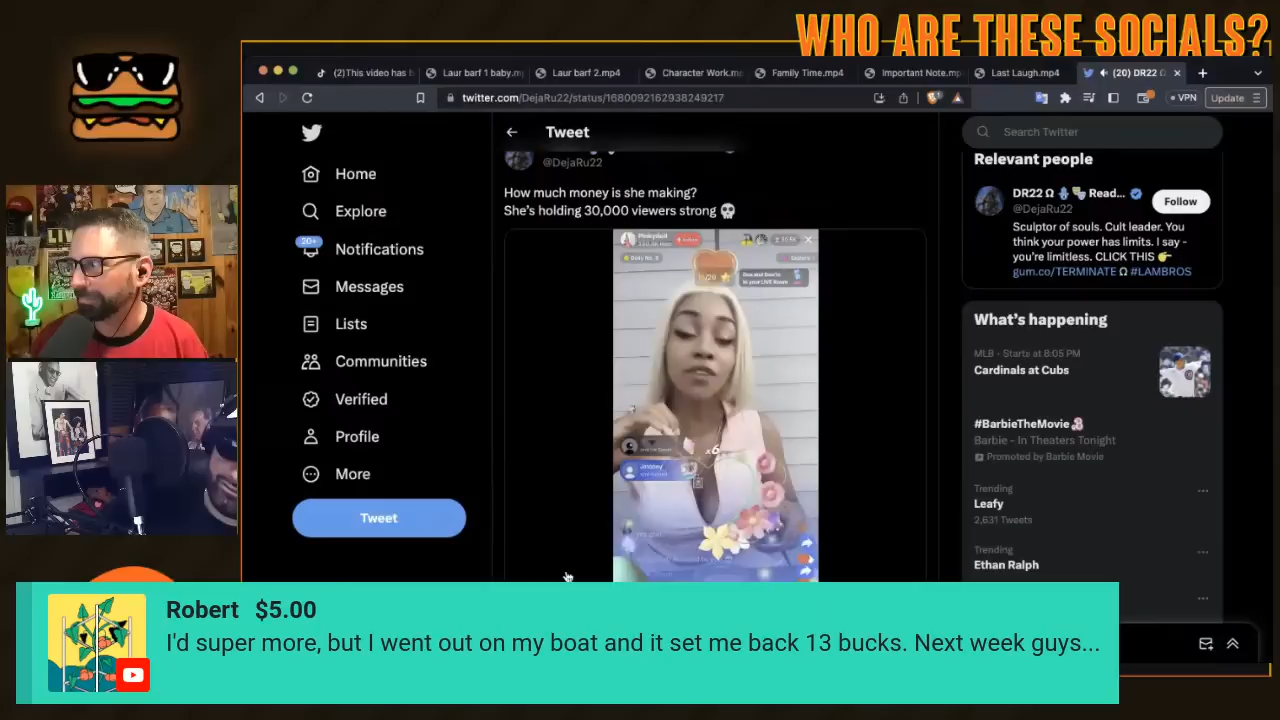 WHO ARE THESE SOCIALS?
(2)This video has b
Laur barf 1 baby.m
Laur barf 2.mp4
Character Work.m
Family Time.mp4
Important Note.mp
Last Laugh.mp4
(20) DR22
twitter.com/DejaRu22/status/1680092162938249217
VPN
Update
Home
Explore
20+
Notifications
Messages
Lists
Communities
Verified
Profile
More
Tweet
Tweet
@DejaRu22
How much money is she making?
She's holding 30,000 viewers strong 💀
x6
Search Twitter
Relevant people
DR22 Ω Read...
@DejaRu22
Follow
Sculptor of souls. Cult leader. You
think your power has limits. I say -
you're limitless. CLICK THIS 👉
gum.co/TERMINATE Ω #LAMBROS
What's happening
MLB · Starts at 8:05 PM
Cardinals at Cubs
#BarbieTheMovie
Barbie – In Theaters Tonight
Promoted by Barbie Movie
Trending
Leafy
2,631 Tweets
Trending
Ethan Ralph
Robert $5.00
I'd super more, but I went out on my boat and it set me back 13 bucks. Next week guys...